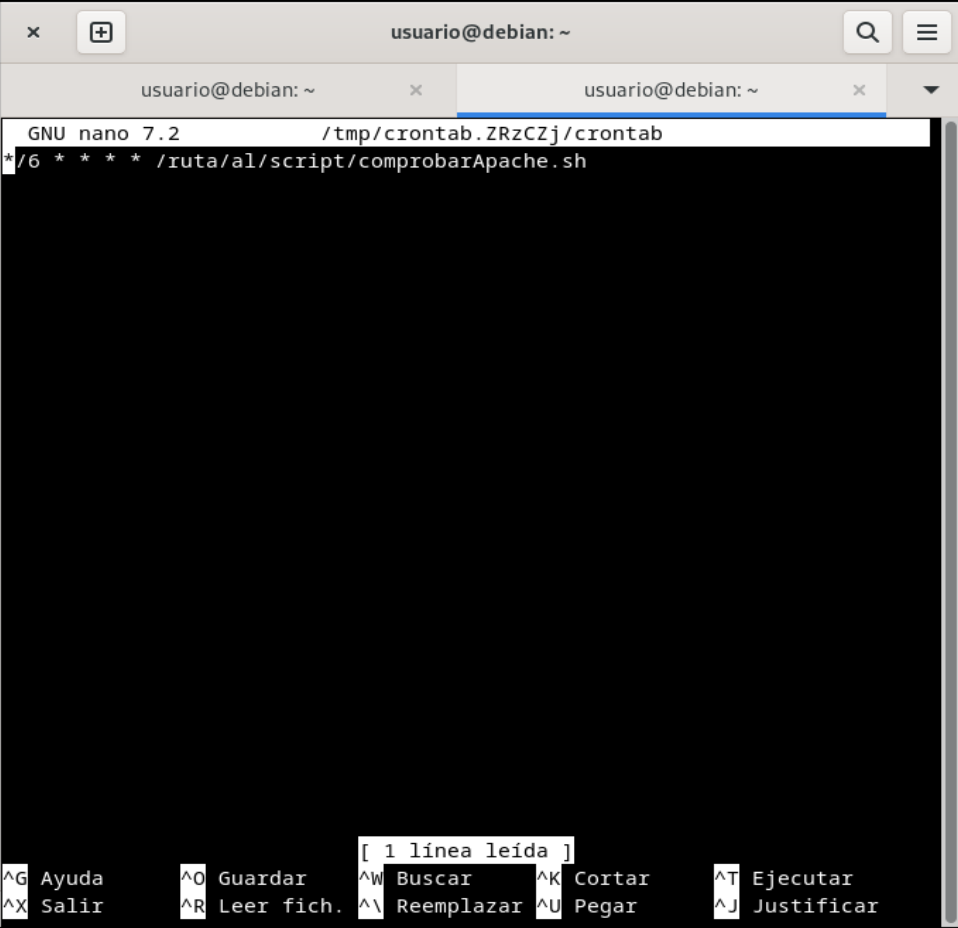 usuario@debian: ~
usuario@debian: ~ usuario@debian: ~
GNU nano 7.2 /tmp/crontab.ZRzCZj/crontab
*/6 * * * * /ruta/al/script/comprobarApache.sh
[ 1 línea leída ]
^G Ayuda ^O Guardar ^W Buscar ^K Cortar ^T Ejecutar
^X Salir ^R Leer fich. ^\ Reemplazar ^U Pegar ^J Justificar